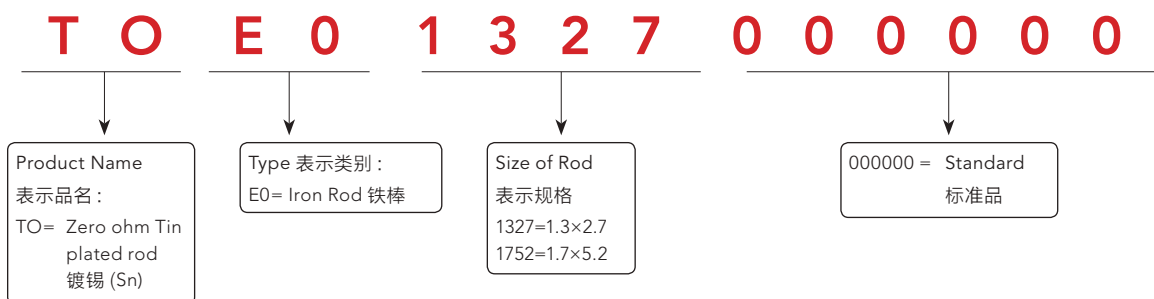 T O E 0 1 3 2 7 0 0 0 0 0 0
Product Name
表示品名 :
TO= Zero ohm Tin
plated rod
镀锡 (Sn)
Type 表示类别 :
E0= Iron Rod 铁棒
Size of Rod
表示规格
1327=1.3×2.7
1752=1.7×5.2
000000 = Standard
标准品